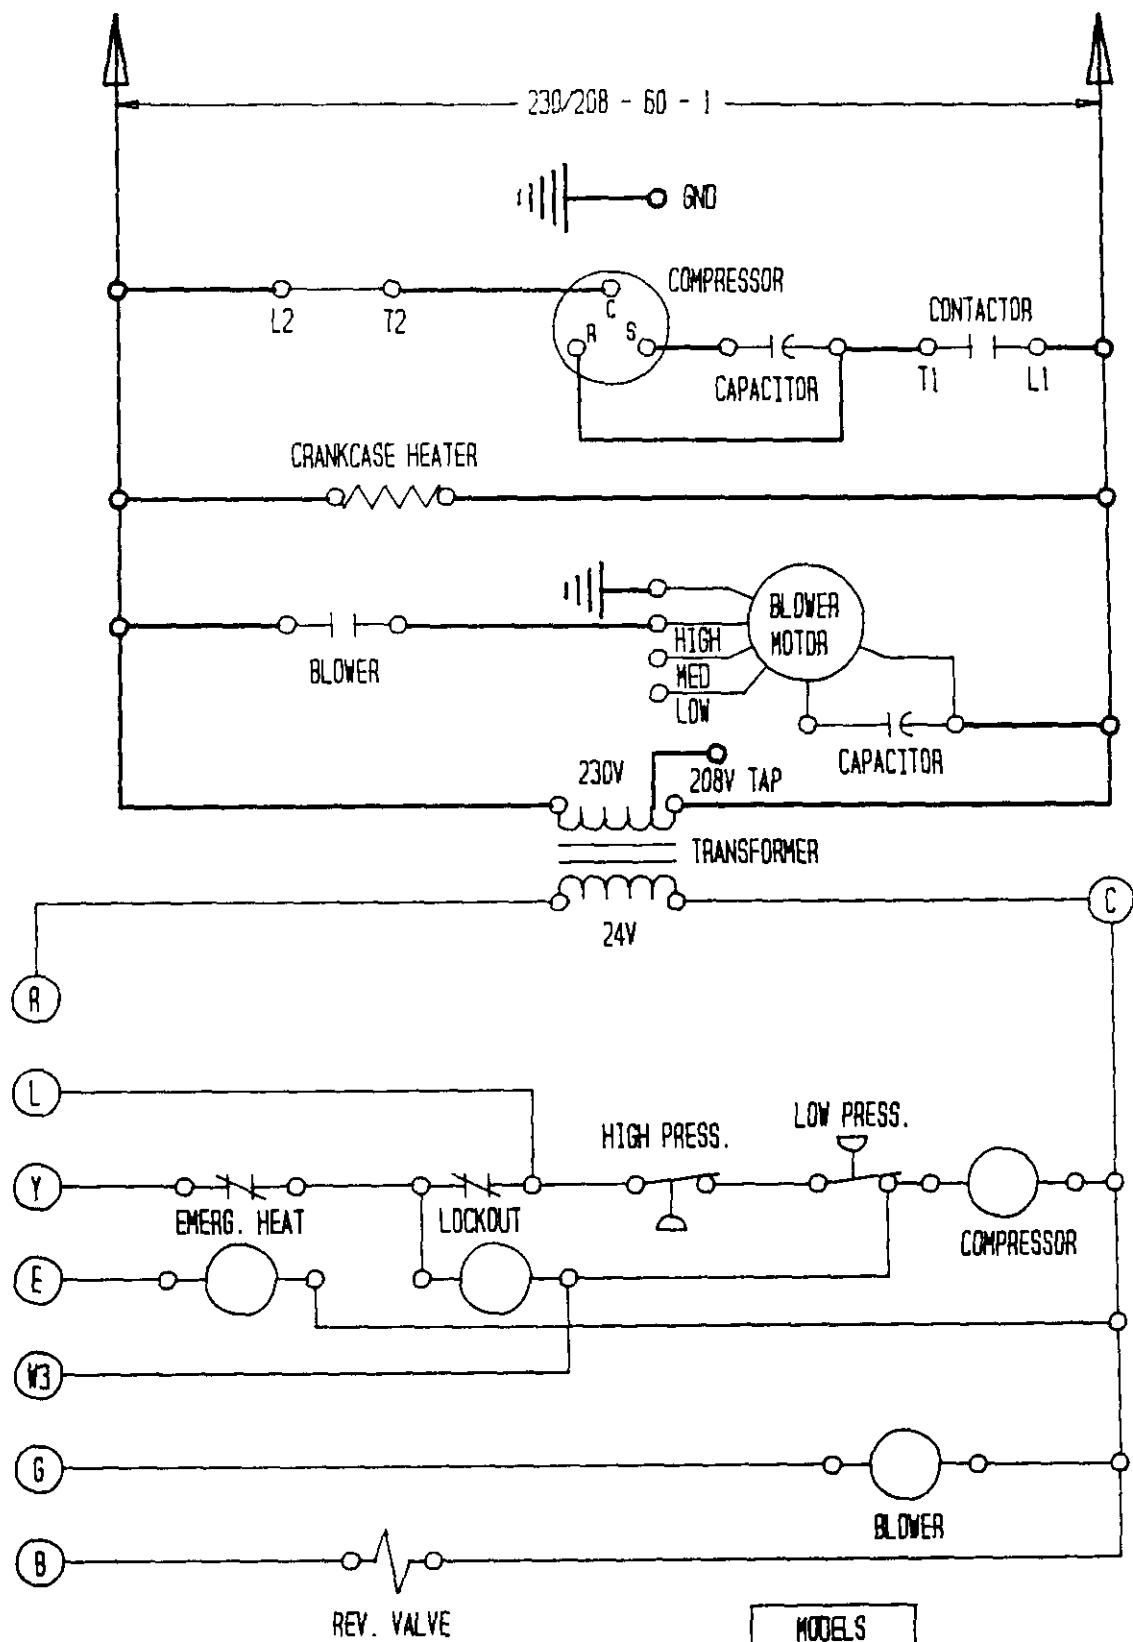 230/208 - 60 - 1
GND
COMPRESSOR
C
R S
L2 T2
CONTACTOR
CAPACITOR
T1 L1
CRANKCASE HEATER
BLOWER
MOTOR
HIGH
MED
LOW
BLOWER
CAPACITOR
230V 208V TAP
TRANSFORMER
24V
C
R
L
HIGH PRESS.
LOW PRESS.
Y
EMERG. HEAT
LOCKOUT
COMPRESSOR
E
W3
G
BLOWER
B
REV. VALVE
MODELS